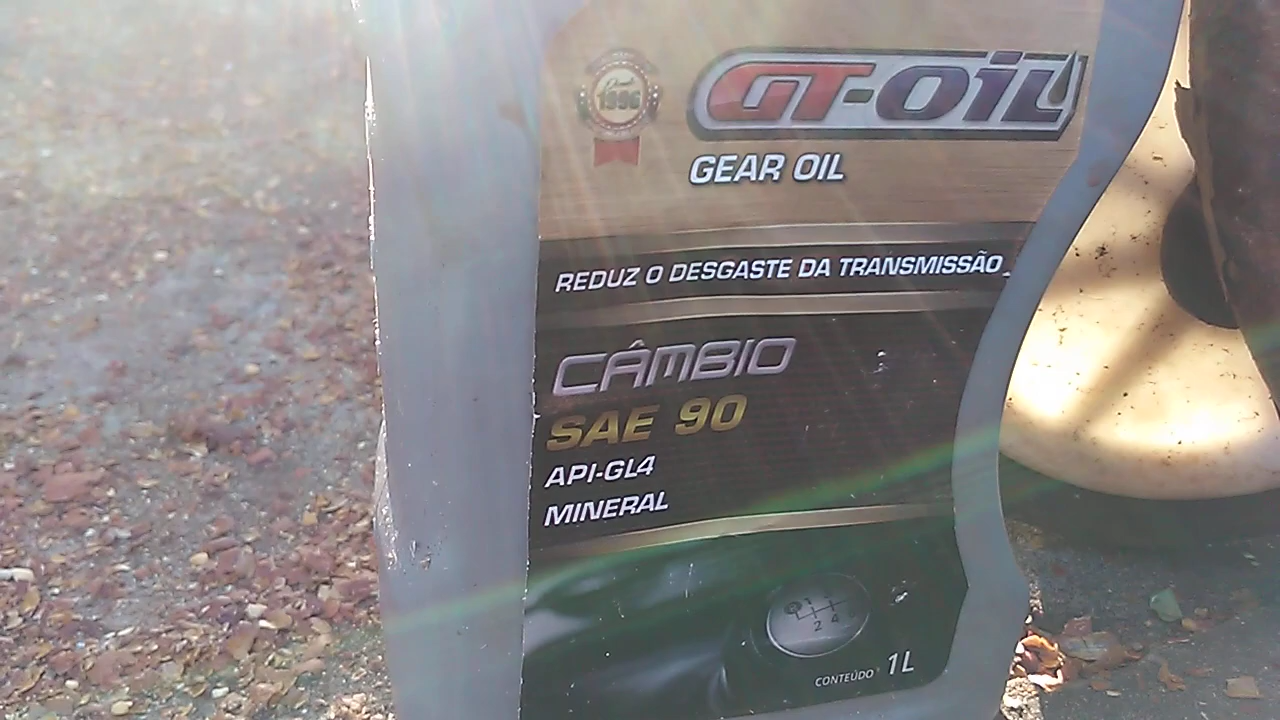 1996
GT-OIL
GEAR OIL
REDUZ O DESGASTE DA TRANSMISSÃO
CÂMBIO
SAE 90
API-GL4
MINERAL
2 4
CONTEÚDO 1L